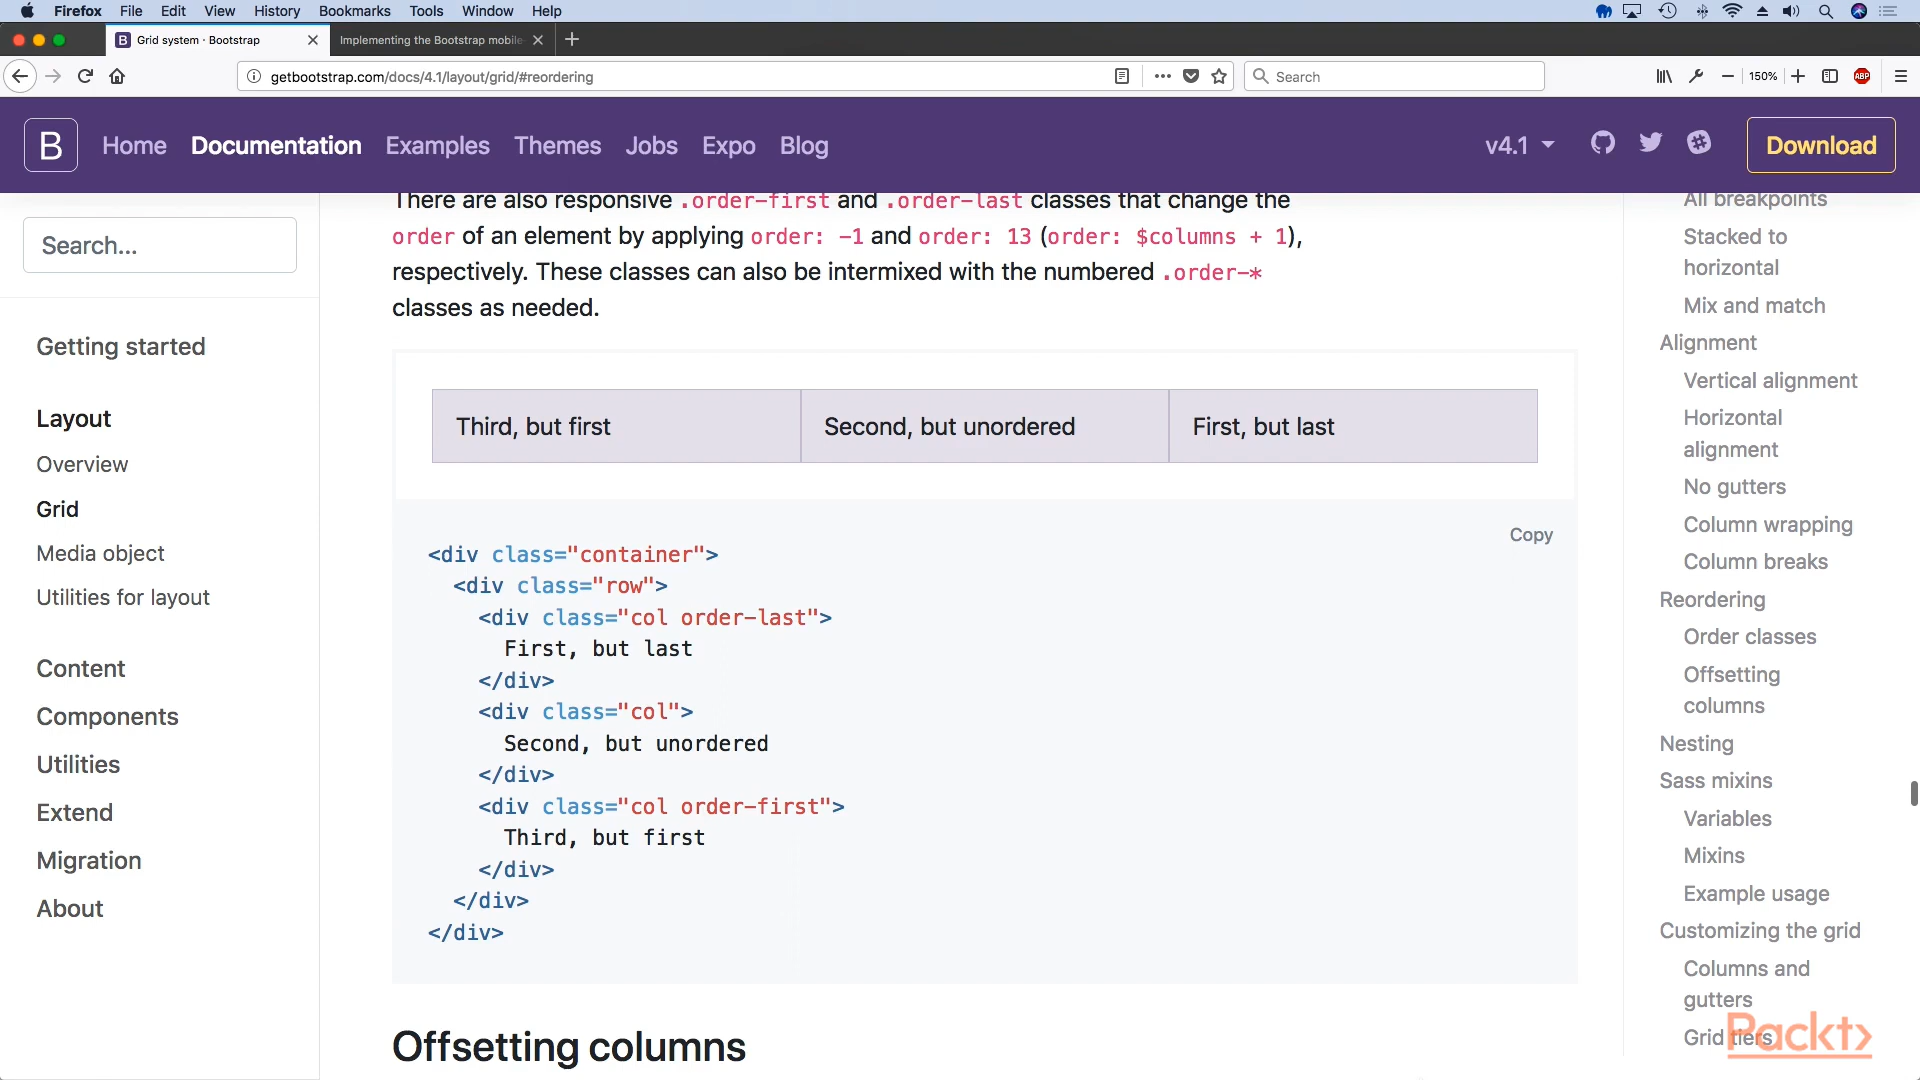 Firefox File Edit View History Bookmarks Tools Window Help
B Grid system · Bootstrap
Implementing the Bootstrap mobile
getbootstrap.com/docs/4.1/layout/grid/#reordering
Search
150%
ABP
B Home Documentation Examples Themes Jobs Expo Blog
v4.1
Download
Search...
Getting started
Layout
Overview
Grid
Media object
Utilities for layout
Content
Components
Utilities
Extend
Migration
About
There are also responsive .order-first and .order-last classes that change the
order of an element by applying order: -1 and order: 13 (order: $columns + 1),
respectively. These classes can also be intermixed with the numbered .order-*
classes as needed.
Third, but first
Second, but unordered
First, but last
Copy
<div class="container">
  <div class="row">
    <div class="col order-last">
      First, but last
    </div>
    <div class="col">
      Second, but unordered
    </div>
    <div class="col order-first">
      Third, but first
    </div>
  </div>
</div>
Offsetting columns
All breakpoints
Stacked to
horizontal
Mix and match
Alignment
Vertical alignment
Horizontal
alignment
No gutters
Column wrapping
Column breaks
Reordering
Order classes
Offsetting
columns
Nesting
Sass mixins
Variables
Mixins
Example usage
Customizing the grid
Columns and
gutters
Grid tiers
Packt>